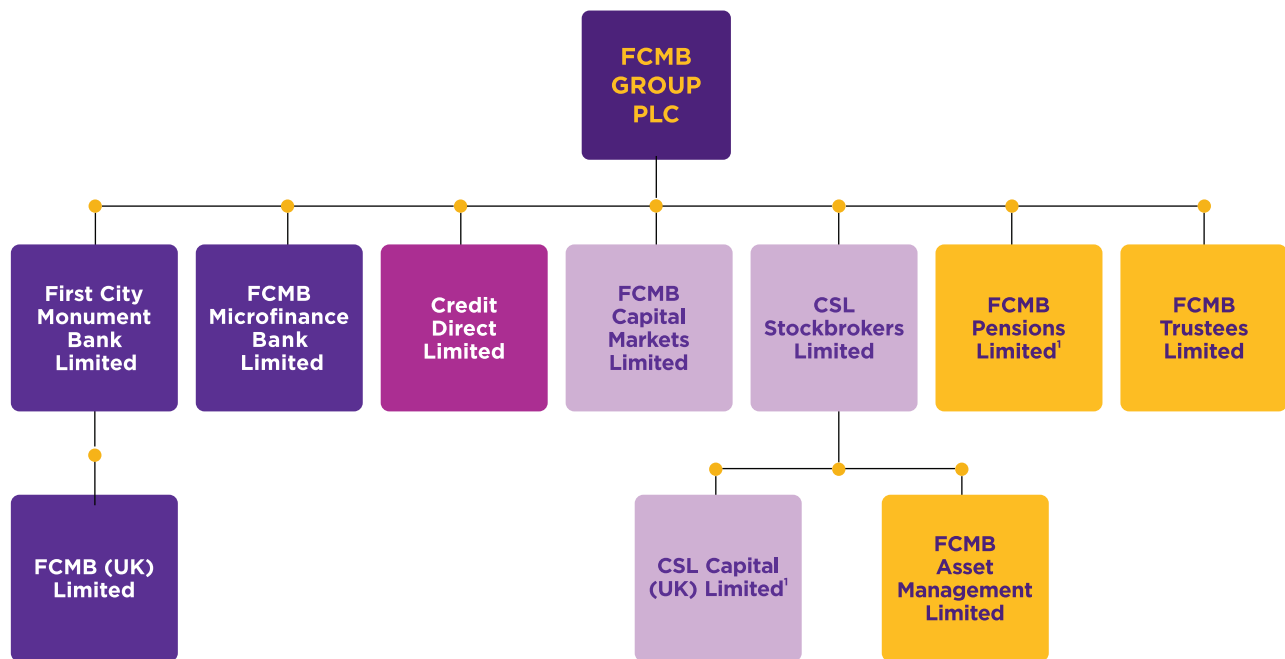 FCMB
GROUP
PLC
First City
Monument
Bank
Limited
FCMB
Microfinance
Bank
Limited
Credit
Direct
Limited
FCMB
Capital
Markets
Limited
CSL
Stockbrokers
Limited
FCMB
Pensions
Limited¹
FCMB
Trustees
Limited
FCMB (UK)
Limited
CSL Capital
(UK) Limited¹
FCMB
Asset
Management
Limited